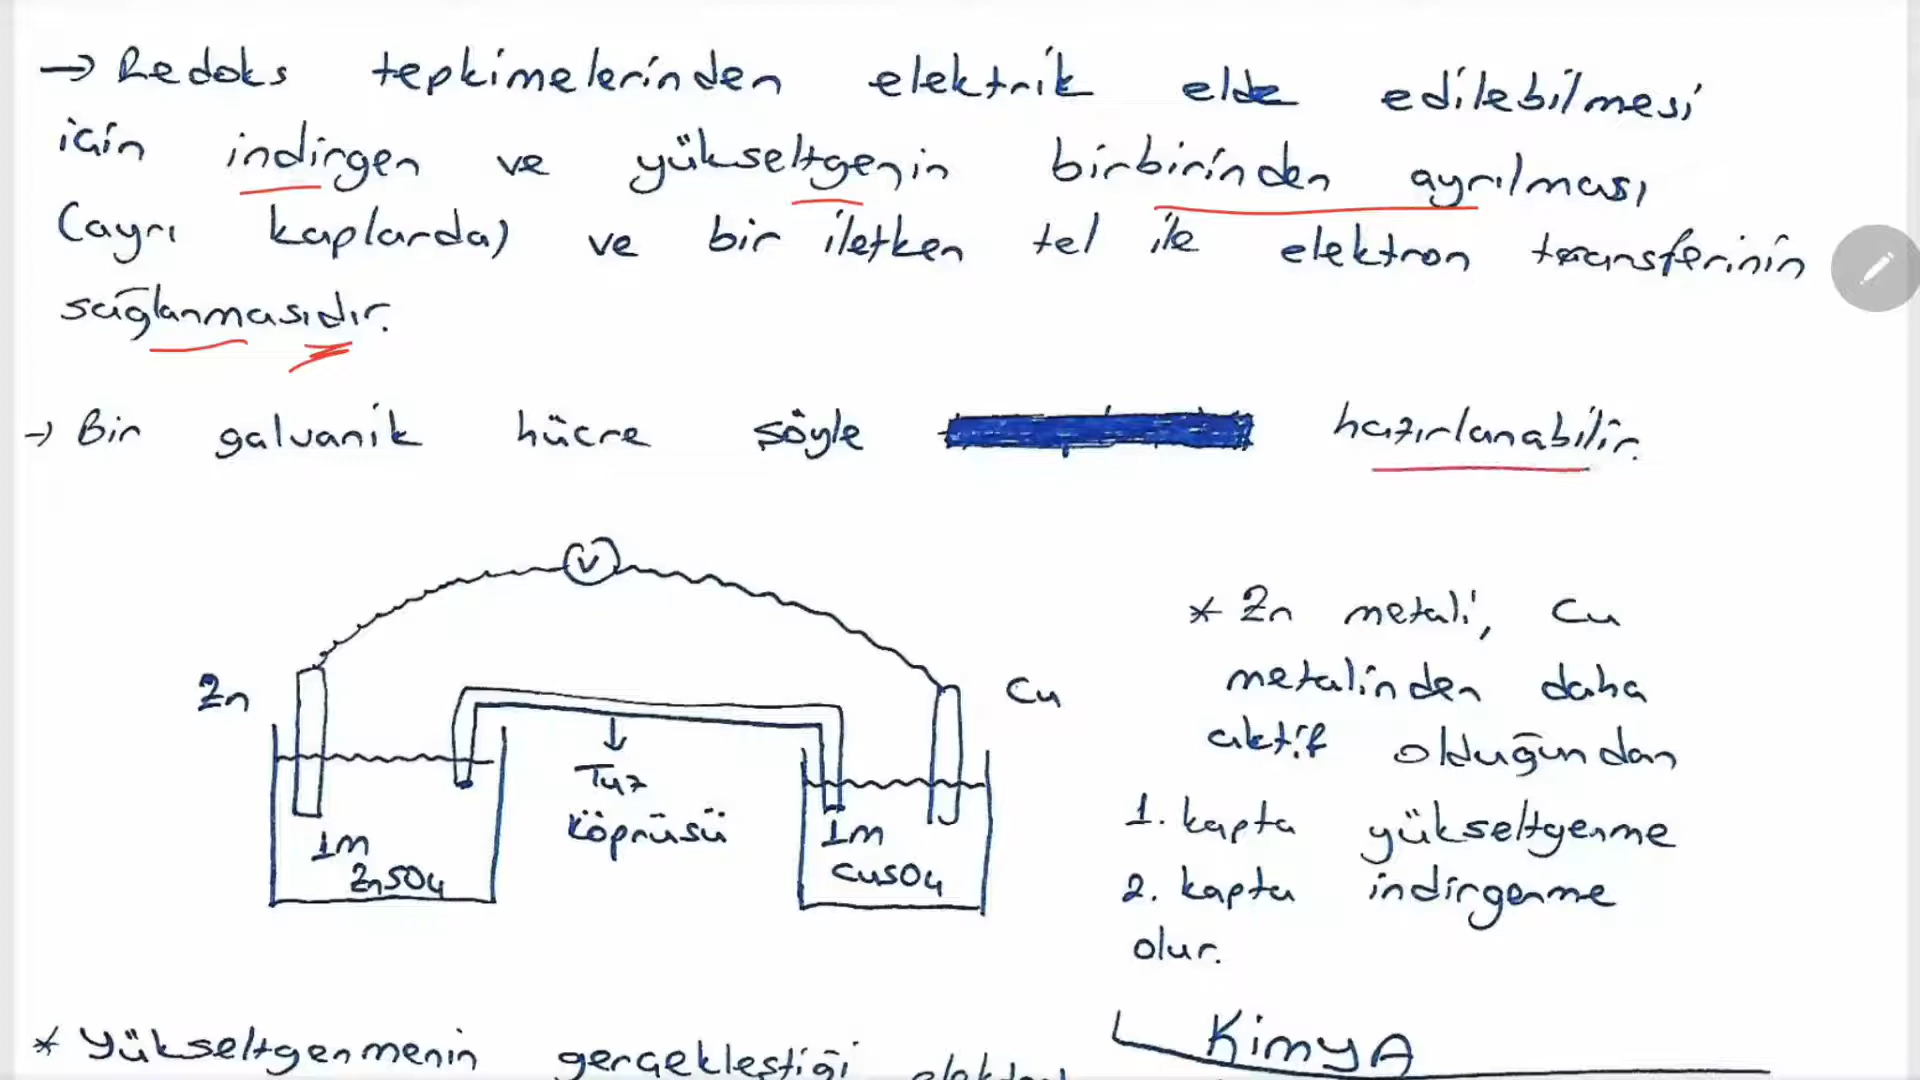 → Redoks tepkimelerinden elektrik elde edilebilmesi
için indirgen ve yükseltgenin birbirinden ayrılması
(ayrı kaplarda) ve bir iletken tel ile elektron transferinin
sağlanmasıdır.
→ Bir galvanik hücre şöyle hazırlanabilir.
V
Zn
Cu
Tuz
köprüsü
1M
ZnSO4
1M
CuSO4
* Zn metali, Cu
metalinden daha
aktif olduğundan
1. kapta yükseltgenme
2. kapta indirgenme
olur.
* Yükseltgenmenin gerçekleştiği elektrot
KimyA